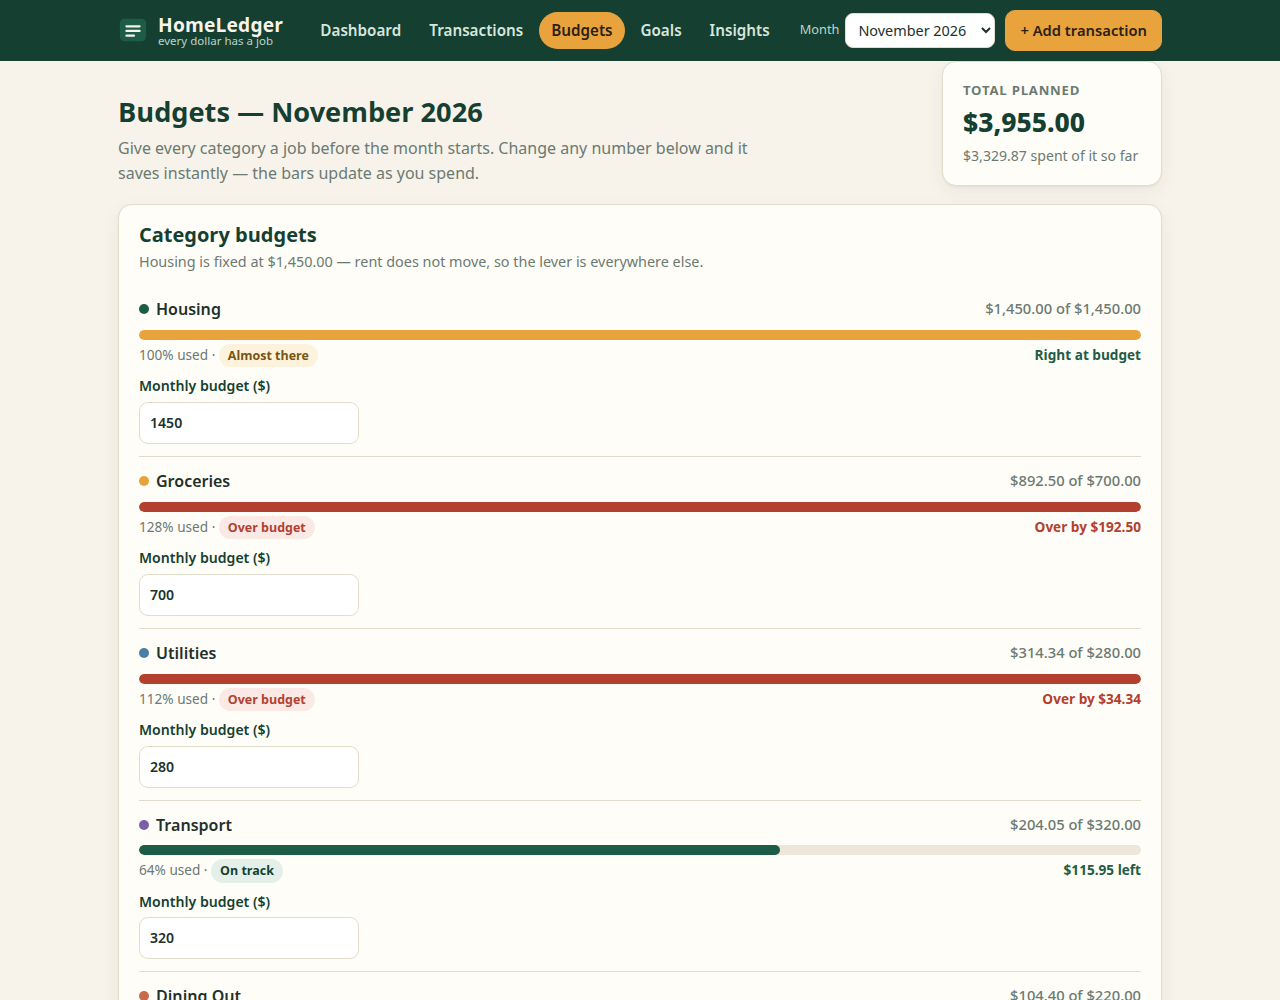 HomeLedger
every dollar has a job
Dashboard
Transactions
Budgets
Goals
Insights
Month
November 2026
+ Add transaction
Budgets — November 2026
Give every category a job before the month starts. Change any number below and it
saves instantly — the bars update as you spend.
TOTAL PLANNED
$3,955.00
$3,329.87 spent of it so far
Category budgets
Housing is fixed at $1,450.00 — rent does not move, so the lever is everywhere else.
Housing
$1,450.00 of $1,450.00
100% used · Almost there
Right at budget
Monthly budget ($)
1450
Groceries
$892.50 of $700.00
128% used · Over budget
Over by $192.50
Monthly budget ($)
700
Utilities
$314.34 of $280.00
112% used · Over budget
Over by $34.34
Monthly budget ($)
280
Transport
$204.05 of $320.00
64% used · On track
$115.95 left
Monthly budget ($)
320
Dining Out
$104.40 of $220.00